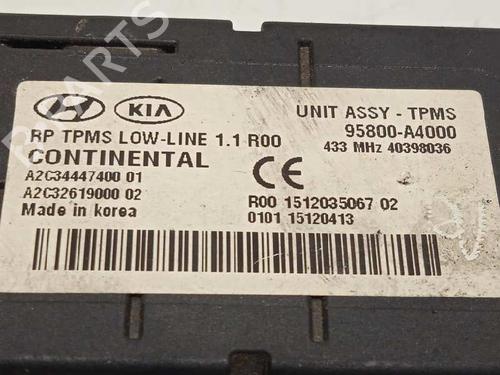 KIA
UNIT ASSY - TPMS
RP TPMS LOW-LINE 1.1 R00
95800-A4000
CONTINENTAL
433 MHz 40398036
A2C34447400 01
A2C32619000 02
CE
Made in korea
R00 1512035067 02
0101 15120413